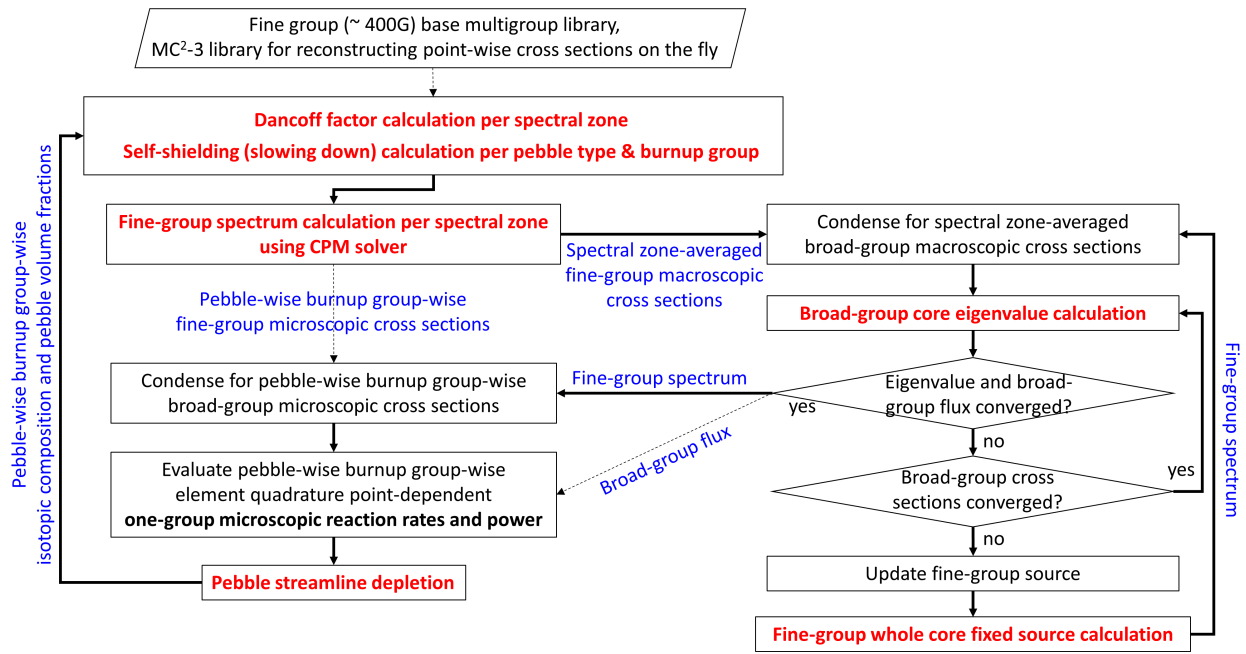 Fine group (~ 400G) base multigroup library,
MC²-3 library for reconstructing point-wise cross sections on the fly
Dancoff factor calculation per spectral zone
Self-shielding (slowing down) calculation per pebble type & burnup group
Fine-group spectrum calculation per spectral zone
using CPM solver
Pebble-wise burnup group-wise
fine-group microscopic cross sections
Condense for pebble-wise burnup group-wise
broad-group microscopic cross sections
Evaluate pebble-wise burnup group-wise
element quadrature point-dependent
one-group microscopic reaction rates and power
Pebble streamline depletion
Pebble-wise burnup group-wise
isotopic composition and pebble volume fractions
Spectral zone-averaged
fine-group macroscopic
cross sections
Condense for spectral zone-averaged
broad-group macroscopic cross sections
Broad-group core eigenvalue calculation
Eigenvalue and broad-
group flux converged?
yes
Fine-group spectrum
Broad-group flux
no
Broad-group cross
sections converged?
yes
no
Update fine-group source
Fine-group whole core fixed source calculation
Fine-group spectrum